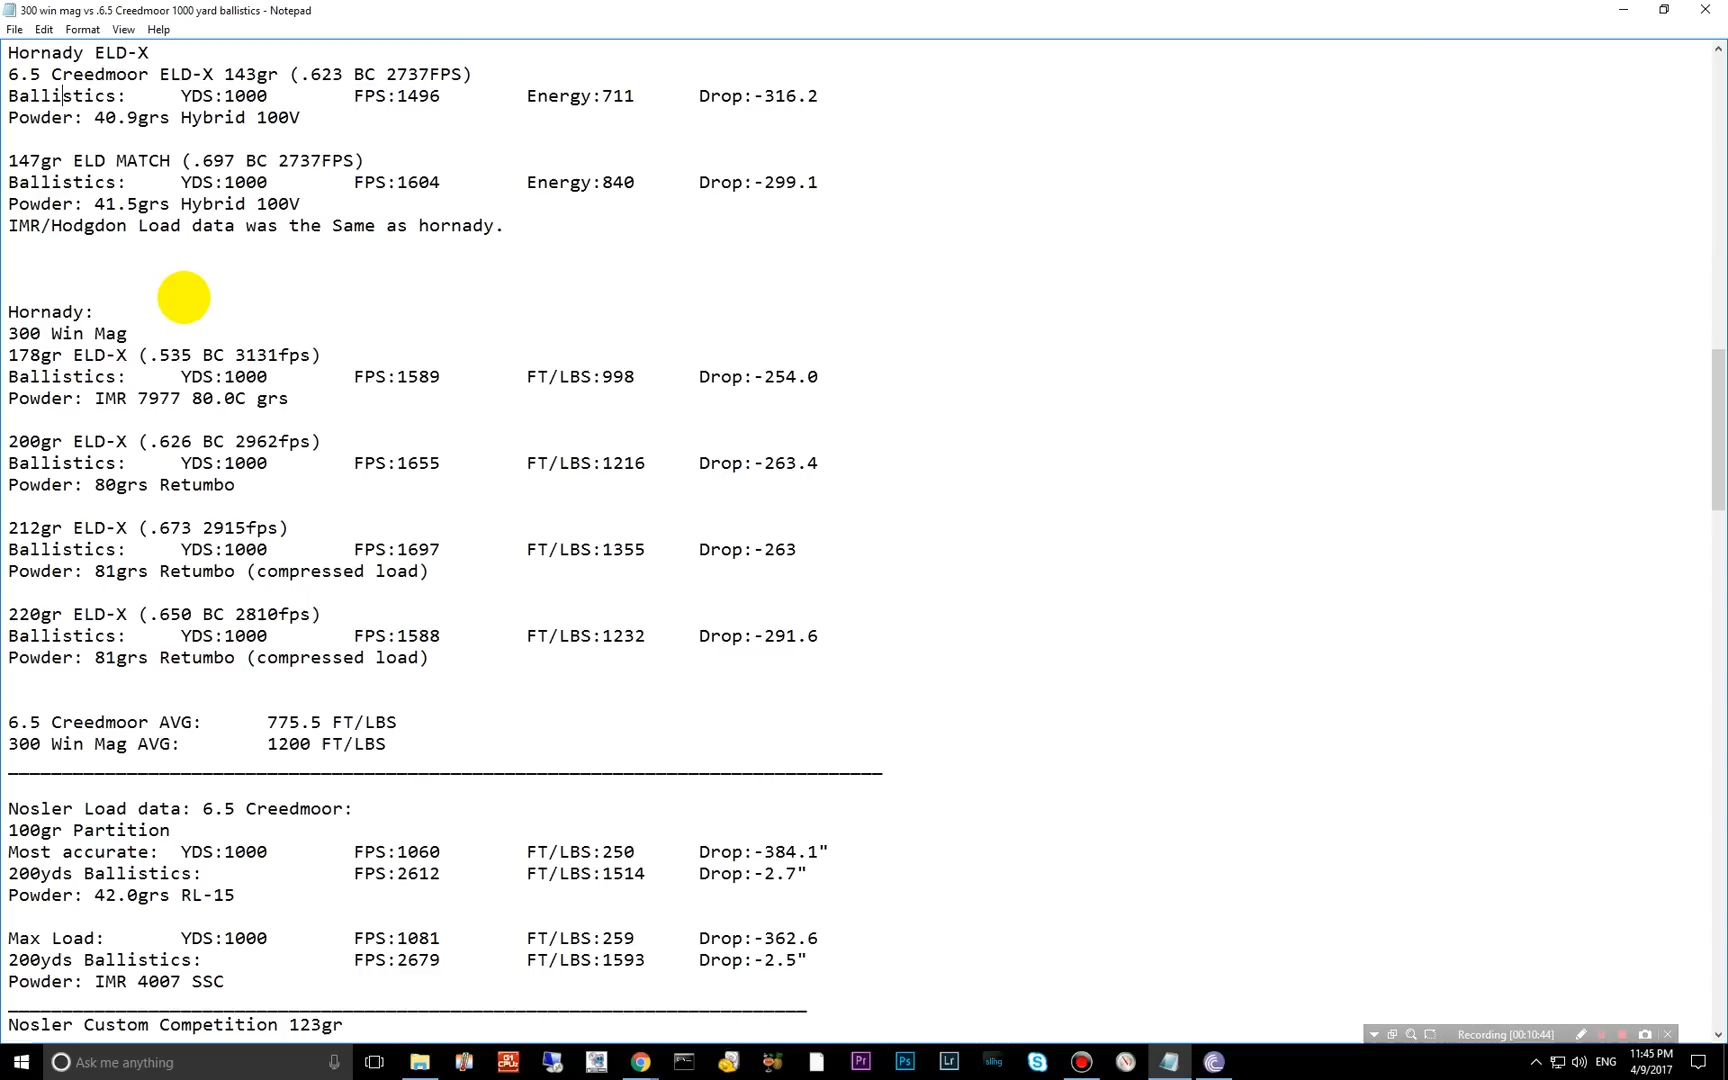 300 win mag vs .6.5 Creedmoor 1000 yard ballistics - Notepad
File Edit Format View Help
Hornady ELD-X
6.5 Creedmoor ELD-X 143gr (.623 BC 2737FPS)
Ballistics: YDS:1000 FPS:1496 Energy:711 Drop:-316.2
Powder: 40.9grs Hybrid 100V
147gr ELD MATCH (.697 BC 2737FPS)
Ballistics: YDS:1000 FPS:1604 Energy:840 Drop:-299.1
Powder: 41.5grs Hybrid 100V
IMR/Hodgdon Load data was the Same as hornady.
Hornady:
300 Win Mag
178gr ELD-X (.535 BC 3131fps)
Ballistics: YDS:1000 FPS:1589 FT/LBS:998 Drop:-254.0
Powder: IMR 7977 80.0C grs
200gr ELD-X (.626 BC 2962fps)
Ballistics: YDS:1000 FPS:1655 FT/LBS:1216 Drop:-263.4
Powder: 80grs Retumbo
212gr ELD-X (.673 2915fps)
Ballistics: YDS:1000 FPS:1697 FT/LBS:1355 Drop:-263
Powder: 81grs Retumbo (compressed load)
220gr ELD-X (.650 BC 2810fps)
Ballistics: YDS:1000 FPS:1588 FT/LBS:1232 Drop:-291.6
Powder: 81grs Retumbo (compressed load)
6.5 Creedmoor AVG: 775.5 FT/LBS
300 Win Mag AVG: 1200 FT/LBS
Nosler Load data: 6.5 Creedmoor:
100gr Partition
Most accurate: YDS:1000 FPS:1060 FT/LBS:250 Drop:-384.1"
200yds Ballistics: FPS:2612 FT/LBS:1514 Drop:-2.7"
Powder: 42.0grs RL-15
Max Load: YDS:1000 FPS:1081 FT/LBS:259 Drop:-362.6
200yds Ballistics: FPS:2679 FT/LBS:1593 Drop:-2.5"
Powder: IMR 4007 SSC
Nosler Custom Competition 123gr
Recording [00:10:44]
Ask me anything
Pr
Ps
Lr
sling
ENG
11:45 PM
4/9/2017